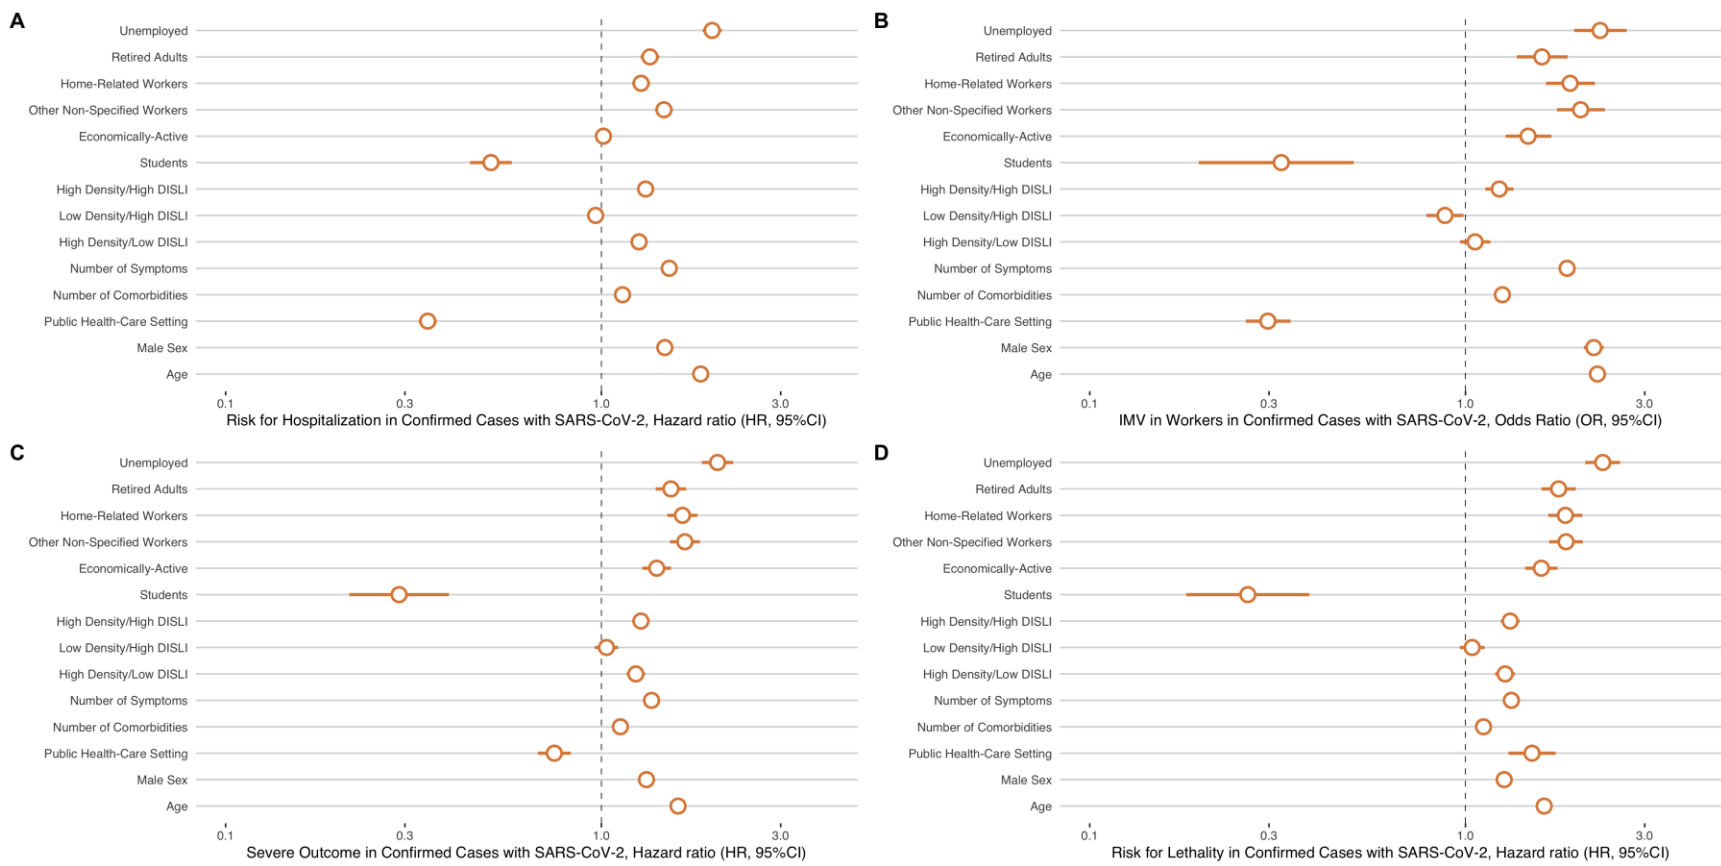 A
Unemployed
Retired Adults
Home-Related Workers
Other Non-Specified Workers
Economically-Active
Students
High Density/High DISLI
Low Density/High DISLI
High Density/Low DISLI
Number of Symptoms
Number of Comorbidities
Public Health-Care Setting
Male Sex
Age
0.1 0.3 1.0 3.0
Risk for Hospitalization in Confirmed Cases with SARS-CoV-2, Hazard ratio (HR, 95%CI)
B
Unemployed
Retired Adults
Home-Related Workers
Other Non-Specified Workers
Economically-Active
Students
High Density/High DISLI
Low Density/High DISLI
High Density/Low DISLI
Number of Symptoms
Number of Comorbidities
Public Health-Care Setting
Male Sex
Age
0.1 0.3 1.0 3.0
IMV in Workers in Confirmed Cases with SARS-CoV-2, Odds Ratio (OR, 95%CI)
C
Unemployed
Retired Adults
Home-Related Workers
Other Non-Specified Workers
Economically-Active
Students
High Density/High DISLI
Low Density/High DISLI
High Density/Low DISLI
Number of Symptoms
Number of Comorbidities
Public Health-Care Setting
Male Sex
Age
0.1 0.3 1.0 3.0
Severe Outcome in Confirmed Cases with SARS-CoV-2, Hazard ratio (HR, 95%CI)
D
Unemployed
Retired Adults
Home-Related Workers
Other Non-Specified Workers
Economically-Active
Students
High Density/High DISLI
Low Density/High DISLI
High Density/Low DISLI
Number of Symptoms
Number of Comorbidities
Public Health-Care Setting
Male Sex
Age
0.1 0.3 1.0 3.0
Risk for Lethality in Confirmed Cases with SARS-CoV-2, Hazard ratio (HR, 95%CI)